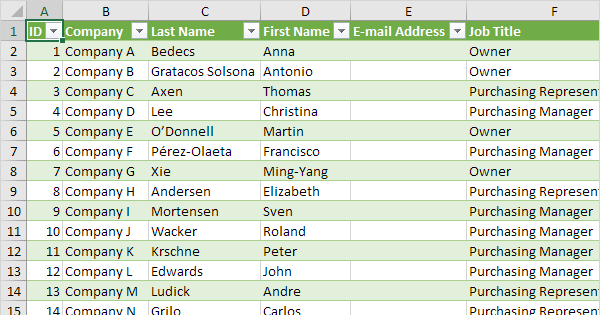 A B C D E F
1 ID Company Last Name First Name E-mail Address Job Title
2 1 Company A Bedecs Anna Owner
3 2 Company B Gratacos Solsona Antonio Owner
4 3 Company C Axen Thomas Purchasing Represen
5 4 Company D Lee Christina Purchasing Manager
6 5 Company E O’Donnell Martin Owner
7 6 Company F Pérez-Olaeta Francisco Purchasing Manager
8 7 Company G Xie Ming-Yang Owner
9 8 Company H Andersen Elizabeth Purchasing Represen
10 9 Company I Mortensen Sven Purchasing Manager
11 10 Company J Wacker Roland Purchasing Manager
12 11 Company K Krschne Peter Purchasing Manager
13 12 Company L Edwards John Purchasing Manager
14 13 Company M Ludick Andre Purchasing Represen
15 14 Company N Grilo Carlos